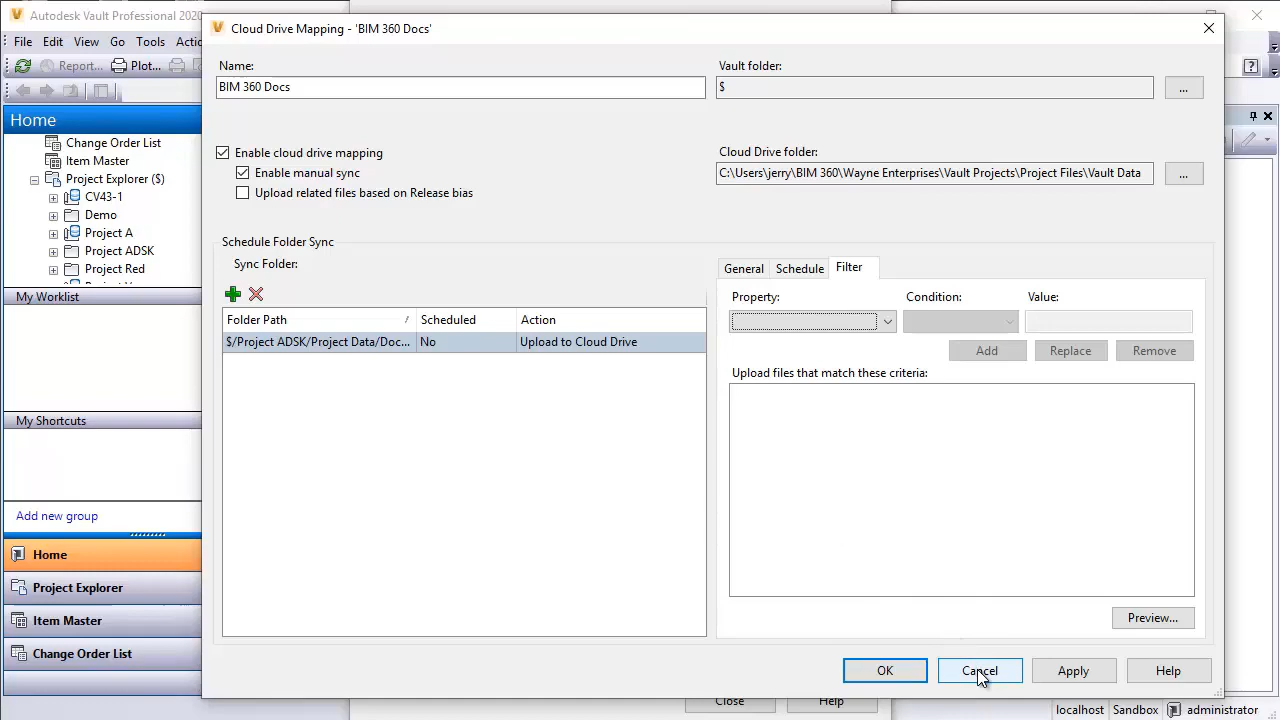 Autodesk Vault Professional 2020
File Edit View Go Tools Actio
Report... Plot...
Home
Change Order List
Item Master
Project Explorer ($)
CV43-1
Demo
Project A
Project ADSK
Project Red
My Worklist
My Shortcuts
Add new group
Home
Project Explorer
Item Master
Change Order List
Cloud Drive Mapping - 'BIM 360 Docs'
Name:
BIM 360 Docs
Vault folder:
$
...
Enable cloud drive mapping
Enable manual sync
Upload related files based on Release bias
Cloud Drive folder:
C:\Users\jerry\BIM 360\Wayne Enterprises\Vault Projects\Project Files\Vault Data
...
Schedule Folder Sync
Sync Folder:
Folder Path Scheduled Action
$/Project ADSK/Project Data/Doc... No Upload to Cloud Drive
General Schedule Filter
Property: Condition: Value:
Add Replace Remove
Upload files that match these criteria:
Preview...
OK Cancel Apply Help
Close Help
localhost Sandbox administrator